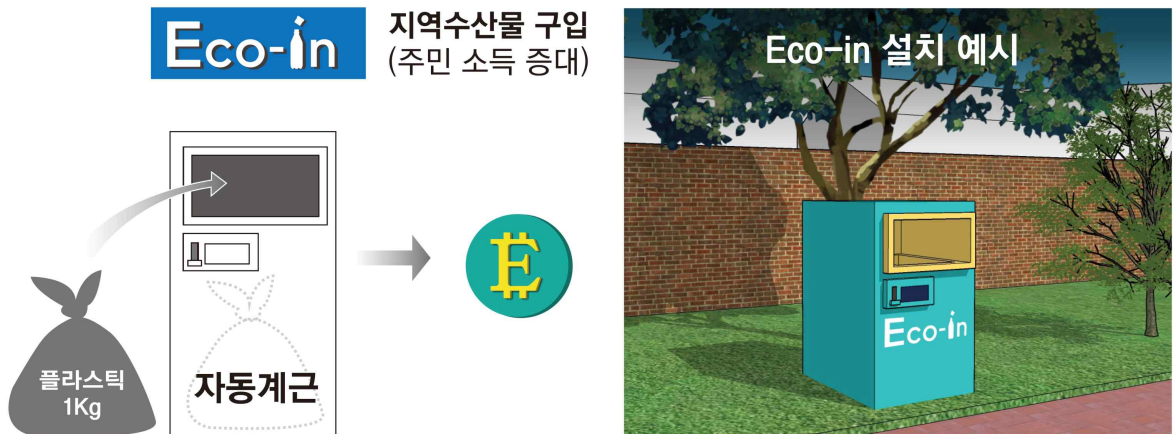 Eco-in
지역수산물 구입
(주민 소득 증대)
플라스틱
1Kg
자동계근
E
Eco-in 설치 예시
Eco-in